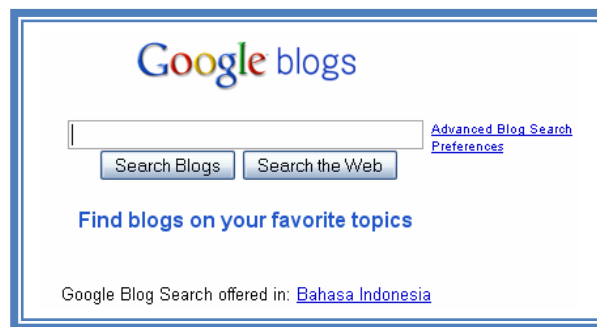 Google blogs
Advanced Blog Search
Preferences
Search Blogs Search the Web
Find blogs on your favorite topics
Google Blog Search offered in: Bahasa Indonesia